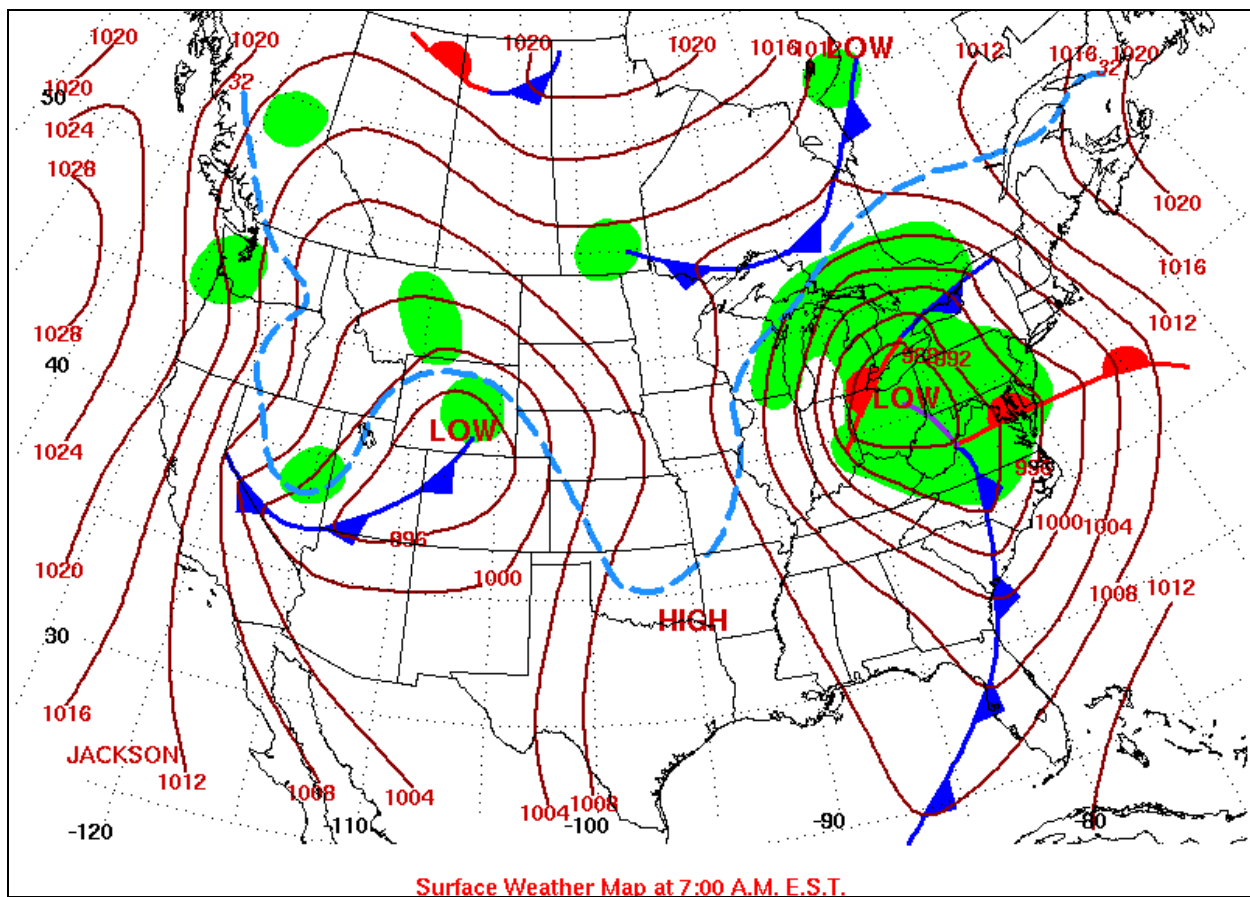 1020 1020 1020 1020 1016 1012 LOW 1012 1016 1020
32
1020 32
50
1024
1028
1020
1016
1028 1012
40 988 992
LOW
LOW
1024
996
1000 1004
996
1020 1000 1008 1012
30 HIGH
1016
JACKSON
1012 1008 1004 1004 1008
-120 -110 -100 -90 -80
Surface Weather Map at 7:00 A.M. E.S.T.